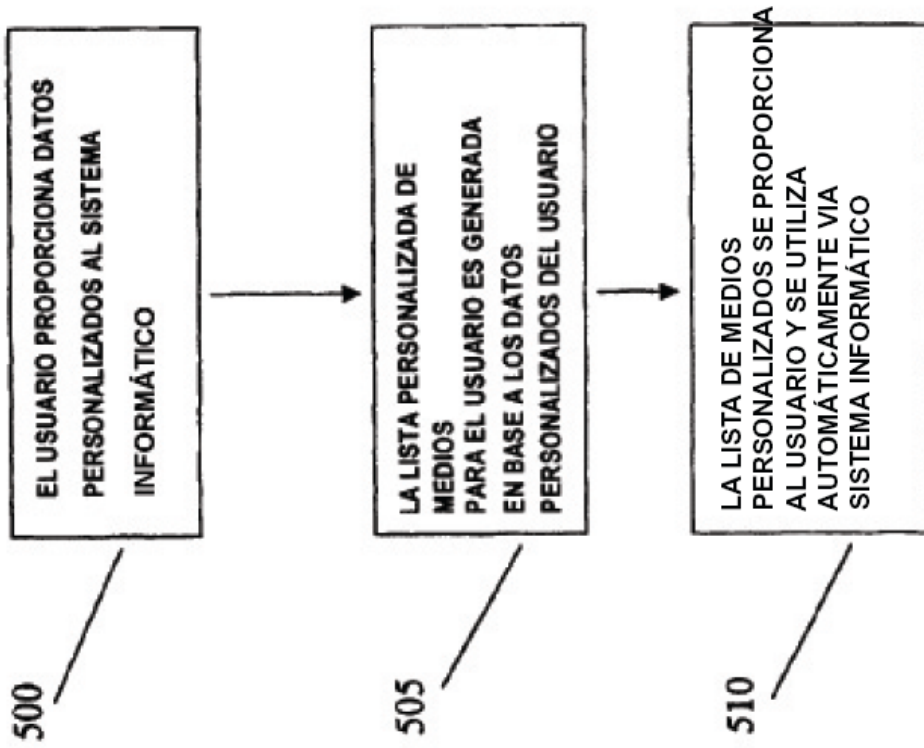 500
EL USUARIO PROPORCIONA DATOS
PERSONALIZADOS AL SISTEMA
INFORMÁTICO
505
LA LISTA PERSONALIZADA DE
MEDIOS
PARA EL USUARIO ES GENERADA
EN BASE A LOS DATOS
PERSONALIZADOS DEL USUARIO
510
LA LISTA DE MEDIOS
PERSONALIZADOS SE PROPORCIONA
AL USUARIO Y SE UTILIZA
AUTOMÁTICAMENTE VIA
SISTEMA INFORMÁTICO